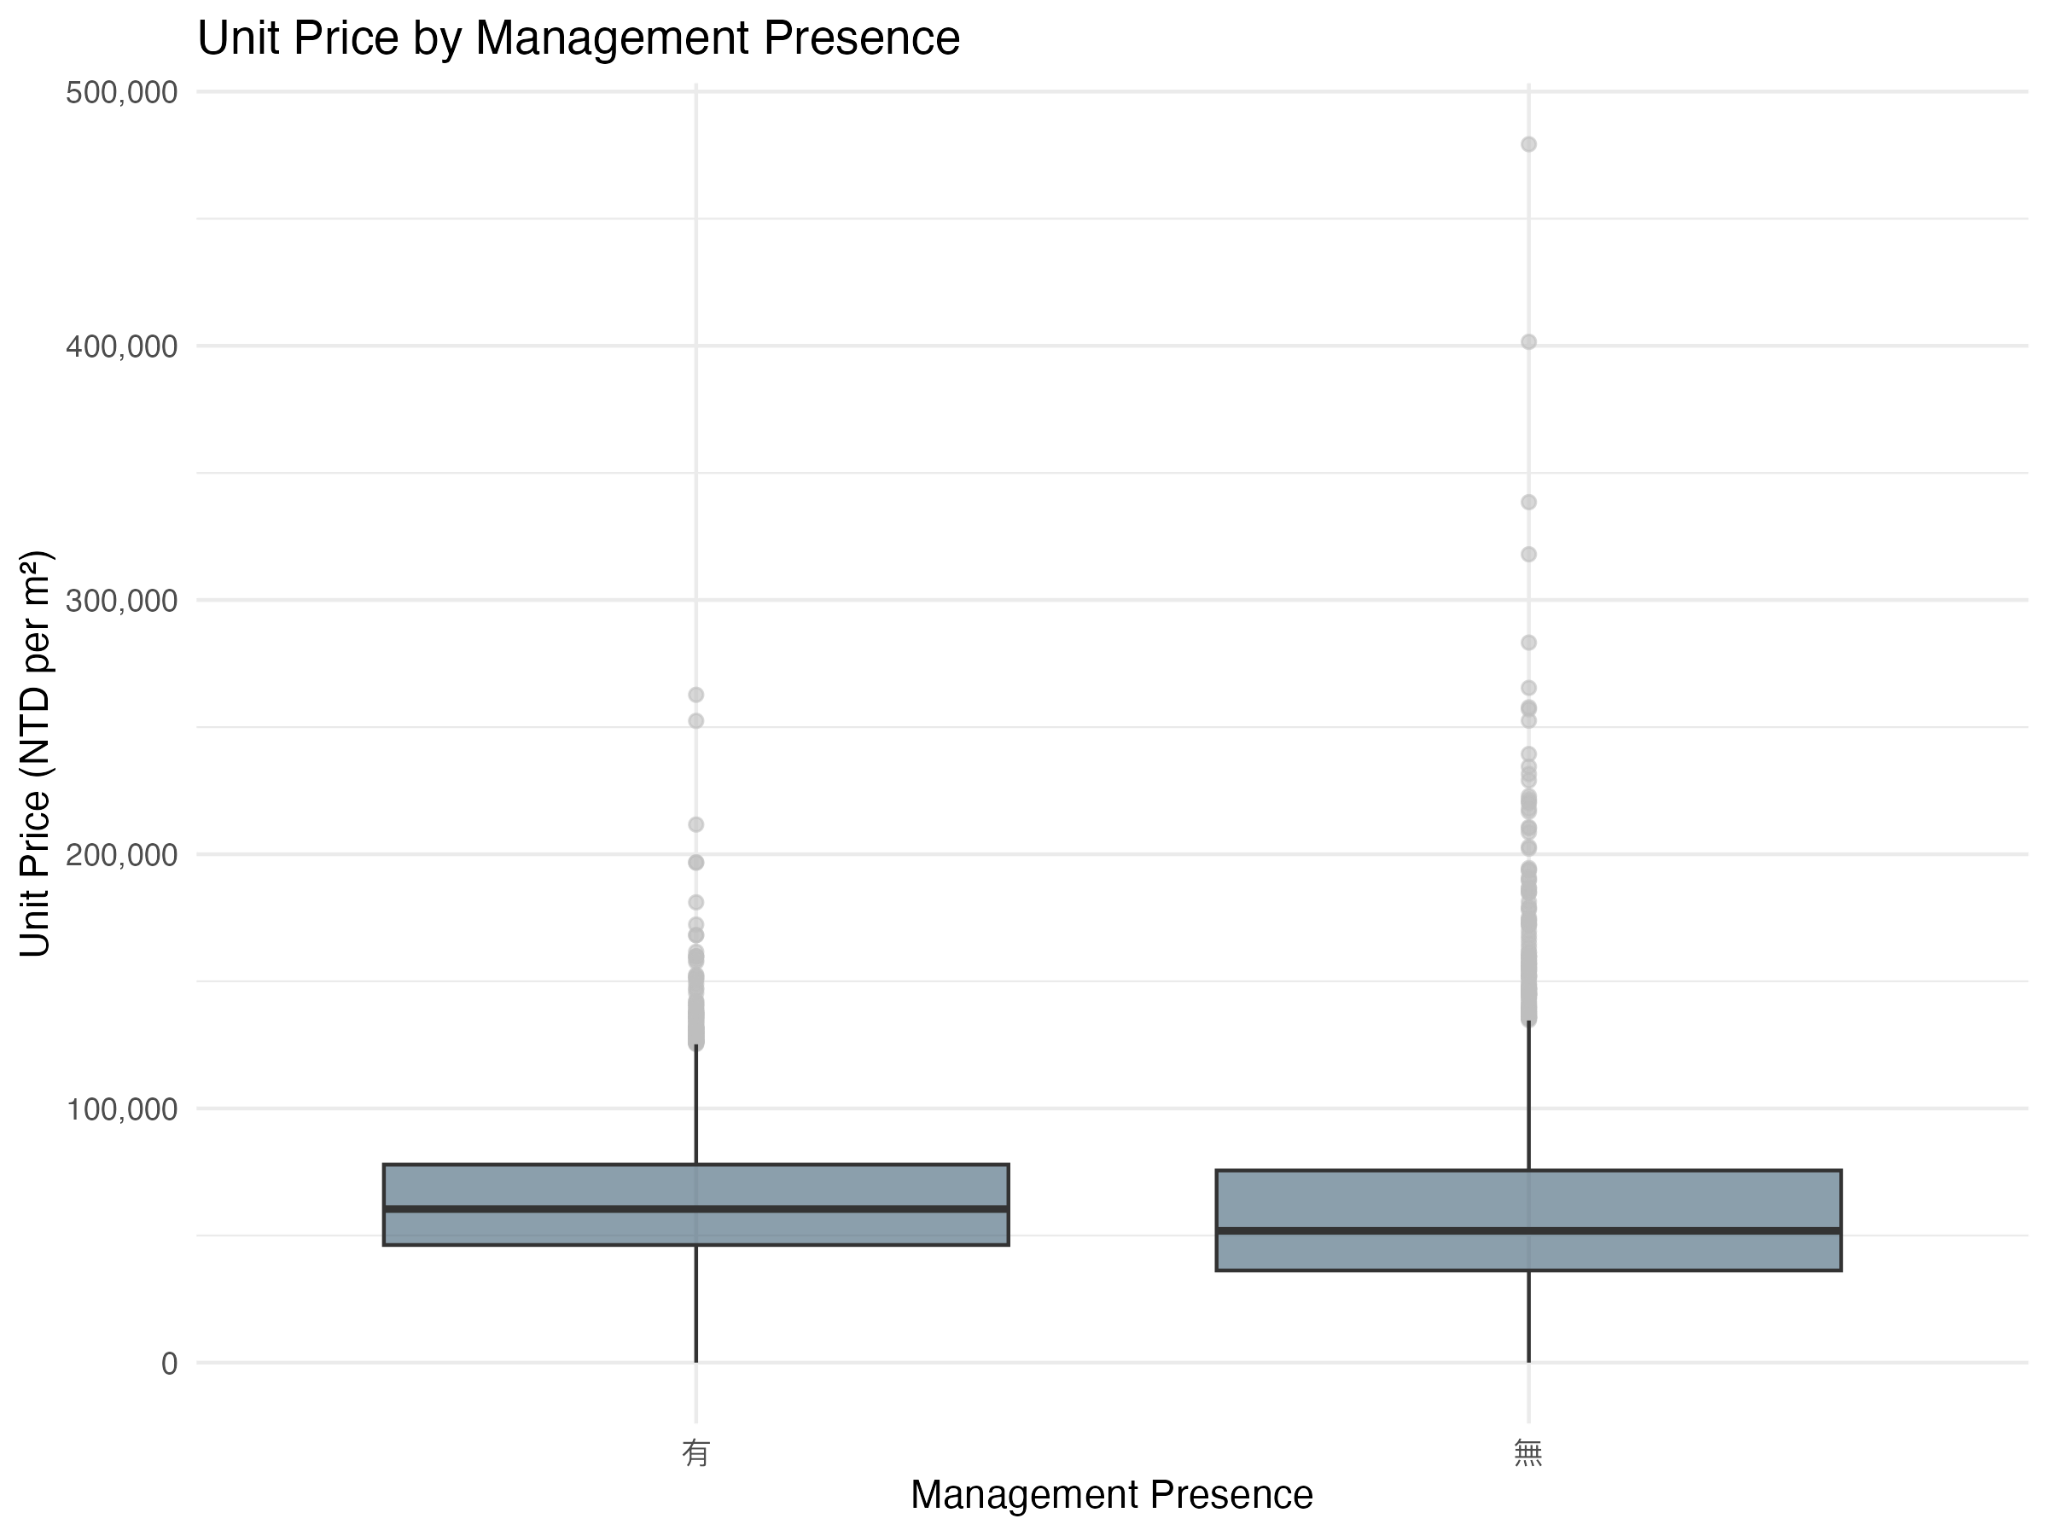 Unit Price by Management Presence
500,000
400,000
300,000
200,000
100,000
0
Unit Price (NTD per m²)
有
無
Management Presence